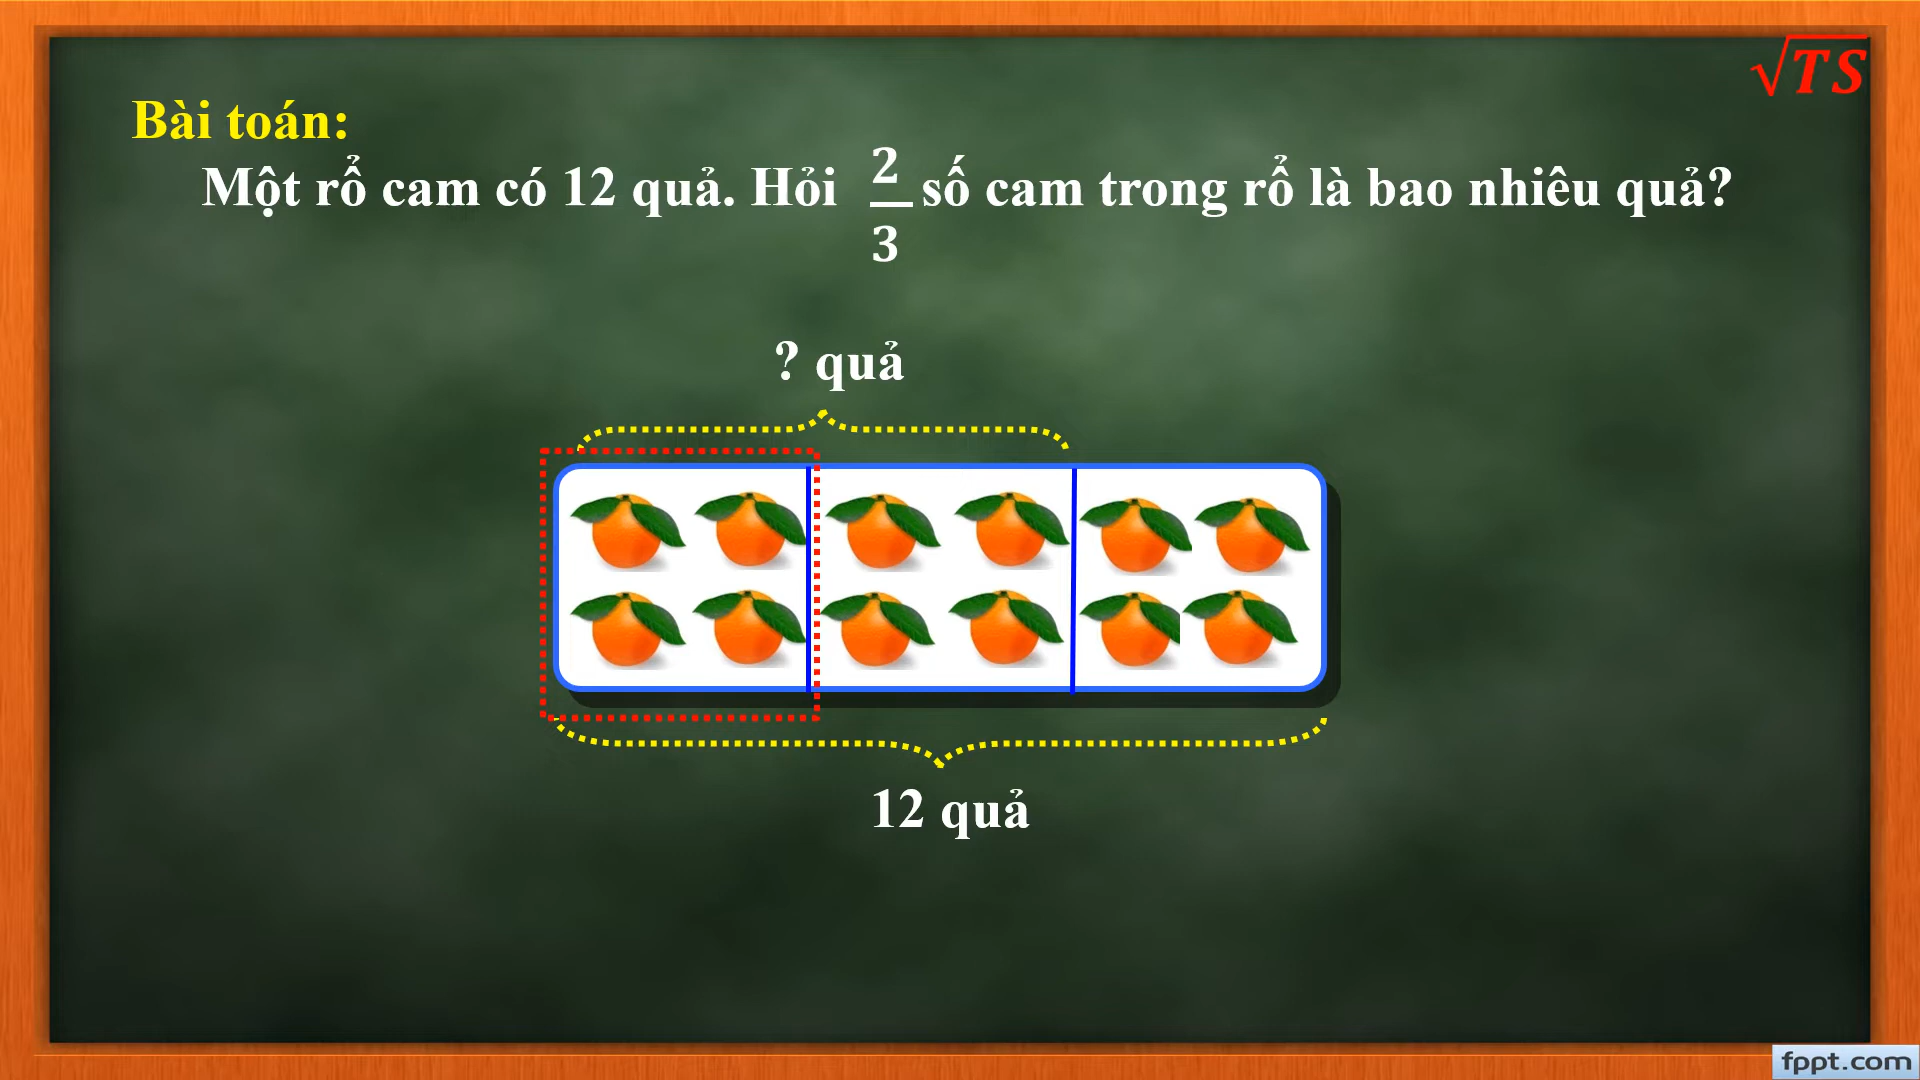 √TS
Bài toán:
Một rổ cam có 12 quả. Hỏi 2/3 số cam trong rổ là bao nhiêu quả?
? quả
12 quả
fppt.com